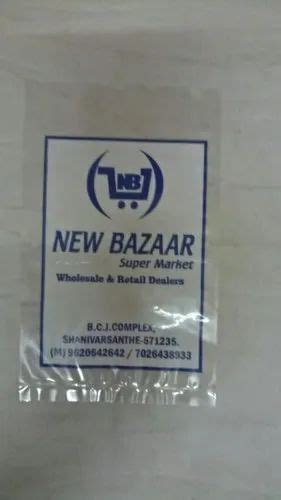 NB
NEW BAZAAR
Super Market
Wholesale & Retail Dealers
B.C.J.COMPLEX,
SHANIVARSANTHE-571235.
(M) 9620642642 / 7026438933